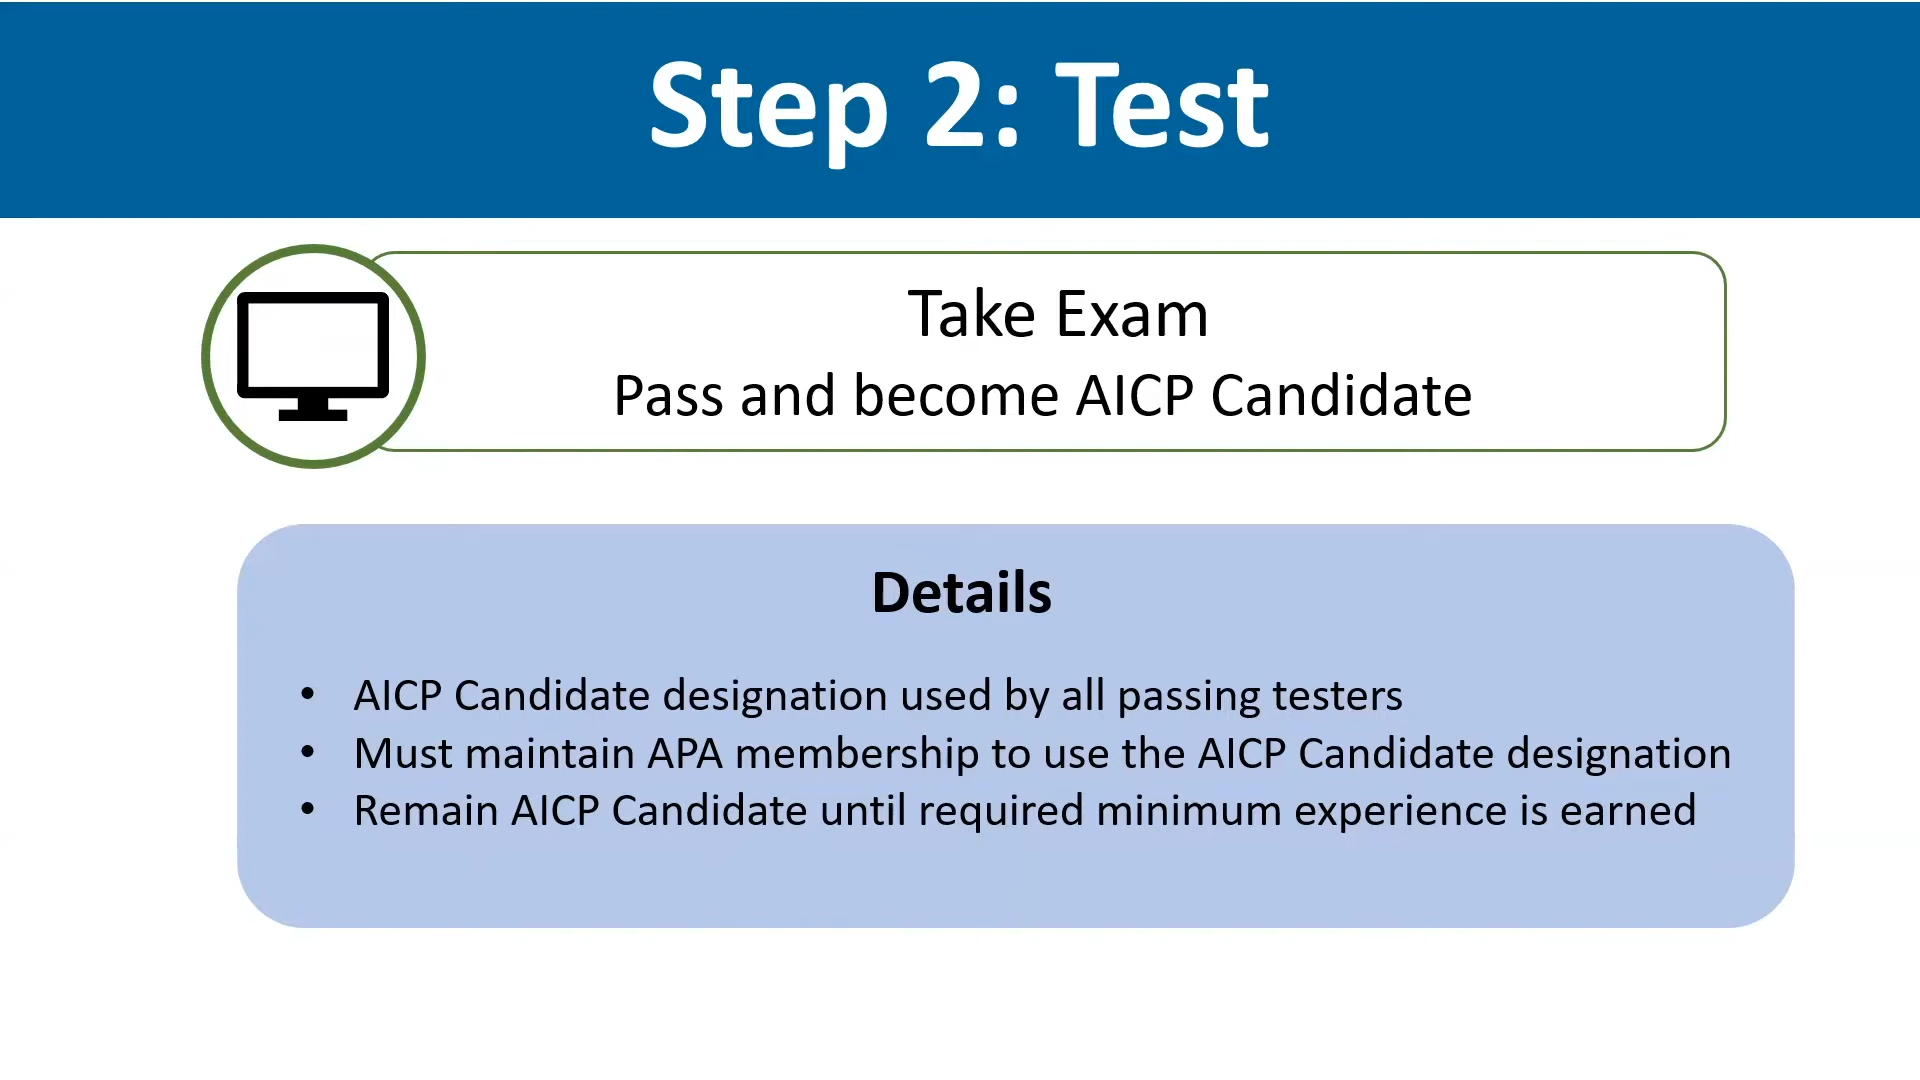 Step 2: Test
Take Exam
Pass and become AICP Candidate
Details
• AICP Candidate designation used by all passing testers
• Must maintain APA membership to use the AICP Candidate designation
• Remain AICP Candidate until required minimum experience is earned